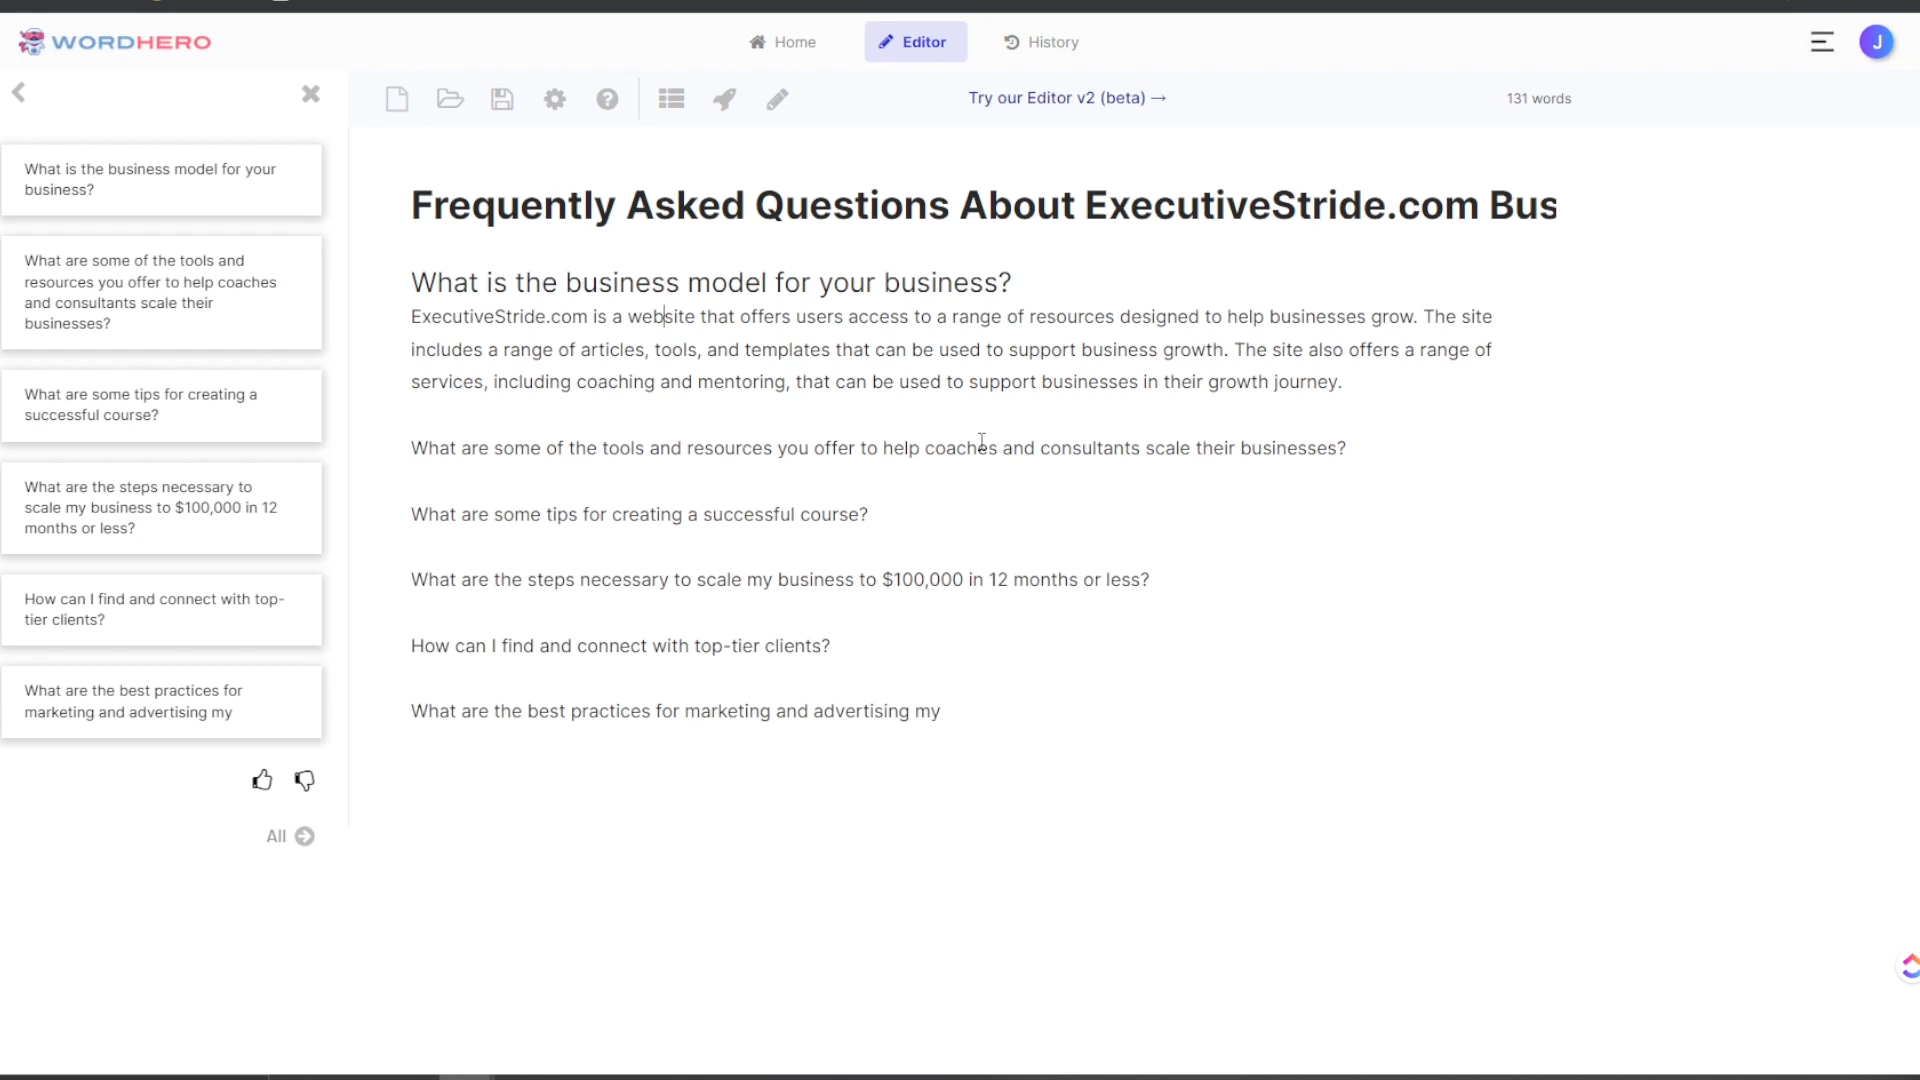 WORDHERO
Home
Editor
History
J
Try our Editor v2 (beta) →
131 words
What is the business model for your
business?
What are some of the tools and
resources you offer to help coaches
and consultants scale their
businesses?
What are some tips for creating a
successful course?
What are the steps necessary to
scale my business to $100,000 in 12
months or less?
How can I find and connect with top-
tier clients?
What are the best practices for
marketing and advertising my
All
Frequently Asked Questions About ExecutiveStride.com Bus
What is the business model for your business?
ExecutiveStride.com is a website that offers users access to a range of resources designed to help businesses grow. The site
includes a range of articles, tools, and templates that can be used to support business growth. The site also offers a range of
services, including coaching and mentoring, that can be used to support businesses in their growth journey.
What are some of the tools and resources you offer to help coaches and consultants scale their businesses?
What are some tips for creating a successful course?
What are the steps necessary to scale my business to $100,000 in 12 months or less?
How can I find and connect with top-tier clients?
What are the best practices for marketing and advertising my